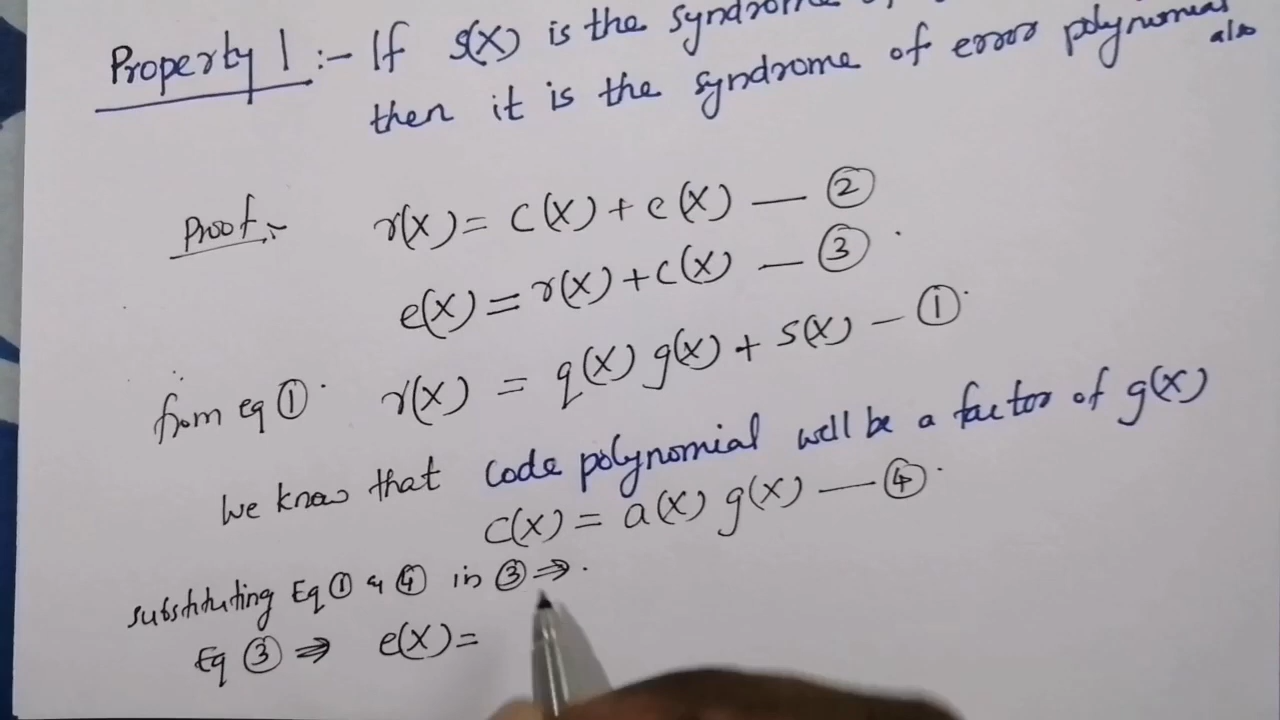 Property 1 :- If s(X) is the syndrome
then it is the syndrome of error polynomial also
Proof :- r(X) = c(X) + e(X) — ②
e(X) = r(X) + c(X) — ③
from eq ① r(X) = q(X) g(X) + s(X) — ①
We know that code polynomial will be a factor of g(X)
c(X) = a(X) g(X) — ④
substituting Eq ① & ④ in ③ ⇒
Eq ③ ⇒ e(X) =